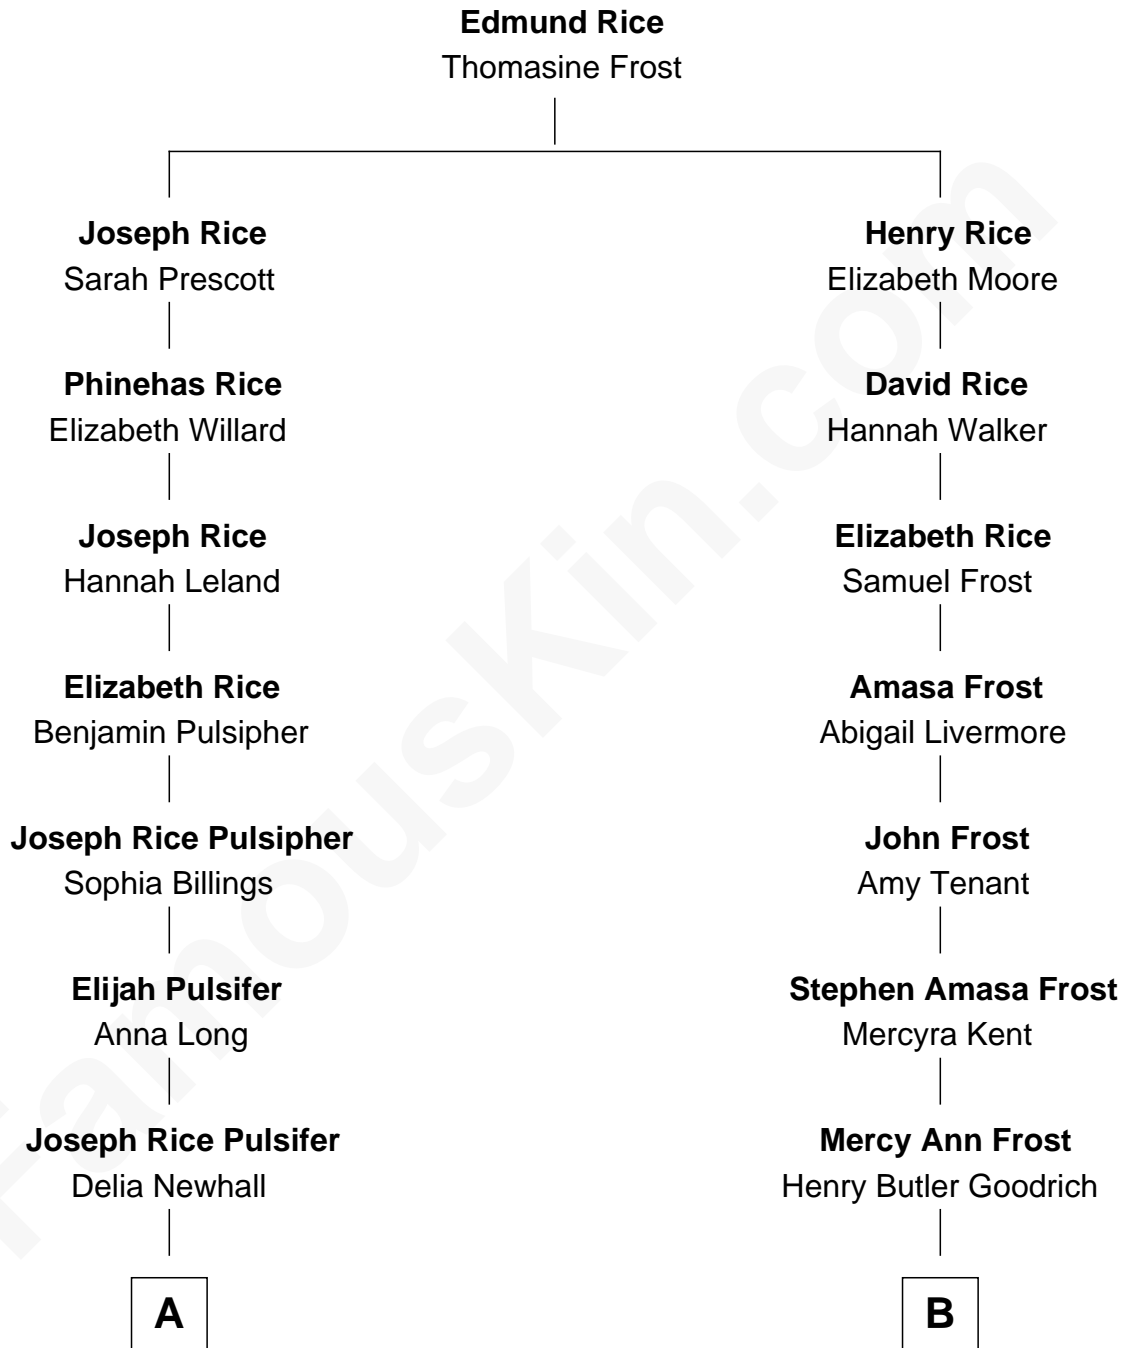 Edmund Rice
Thomasine Frost
Joseph Rice
Sarah Prescott
Henry Rice
Elizabeth Moore
Phinehas Rice
Elizabeth Willard
David Rice
Hannah Walker
Joseph Rice
Hannah Leland
Elizabeth Rice
Samuel Frost
Elizabeth Rice
Benjamin Pulsipher
Amasa Frost
Abigail Livermore
Joseph Rice Pulsipher
Sophia Billings
John Frost
Amy Tenant
Elijah Pulsifer
Anna Long
Stephen Amasa Frost
Mercyra Kent
Joseph Rice Pulsifer
Delia Newhall
Mercy Ann Frost
Henry Butler Goodrich
A
B
FamousKin.com